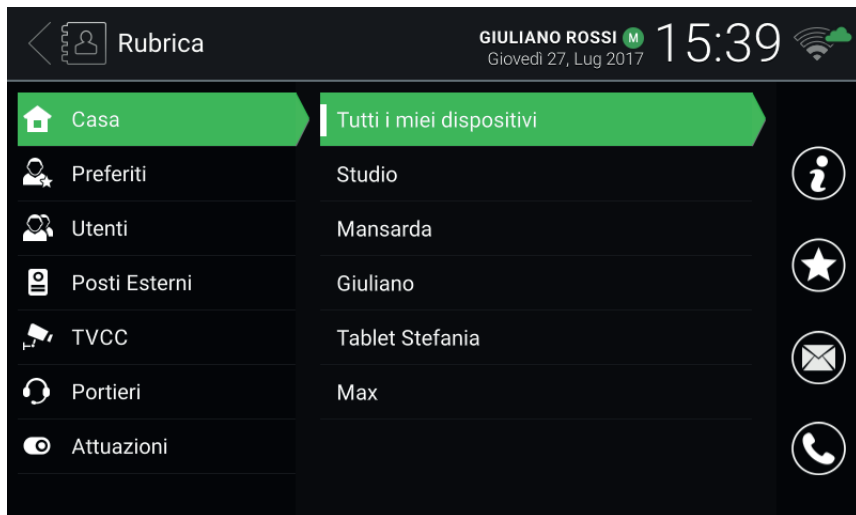 Rubrica
GIULIANO ROSSI M
Giovedì 27, Lug 2017
15:39
Casa
Preferiti
Utenti
Posti Esterni
TVCC
Portieri
Attuazioni
Tutti i miei dispositivi
Studio
Mansarda
Giuliano
Tablet Stefania
Max